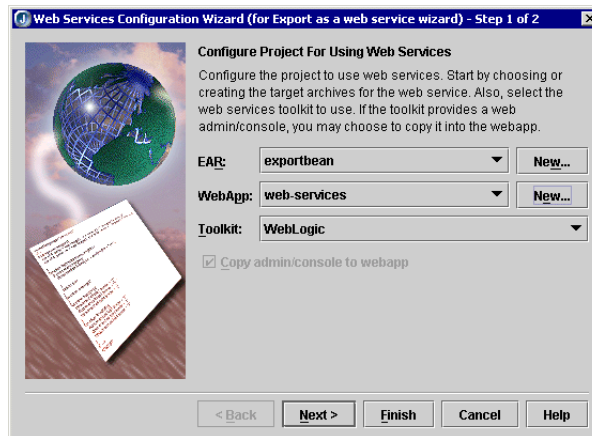 Web Services Configuration Wizard (for Export as a web service wizard) - Step 1 of 2
Configure Project For Using Web Services
Configure the project to use web services. Start by choosing or
creating the target archives for the web service. Also, select the
web services toolkit to use. If the toolkit provides a web
admin/console, you may choose to copy it into the webapp.
EAR: exportbean New...
WebApp: web-services New...
Toolkit: WebLogic
Copy admin/console to webapp
< Back Next > Finish Cancel Help